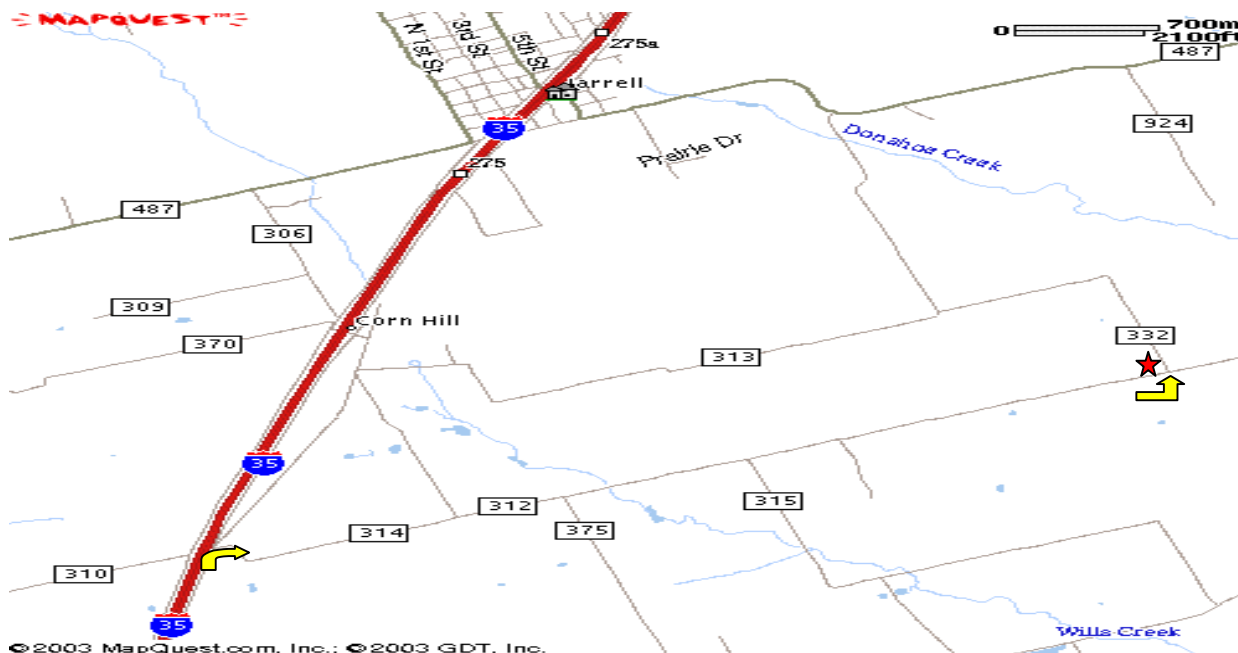 MAPQUEST™
0 700m
2100ft
487
N 1st St.
3rd St.
5th St.
275a
Jarrell
35
924
Donahoe Creek
Prairie Dr
275
487
306
309
Corn Hill
370
313
332
35
312
315
375
314
310
35
Wills Creek
©2003 MapQuest.com, Inc.; ©2003 GDT, Inc.